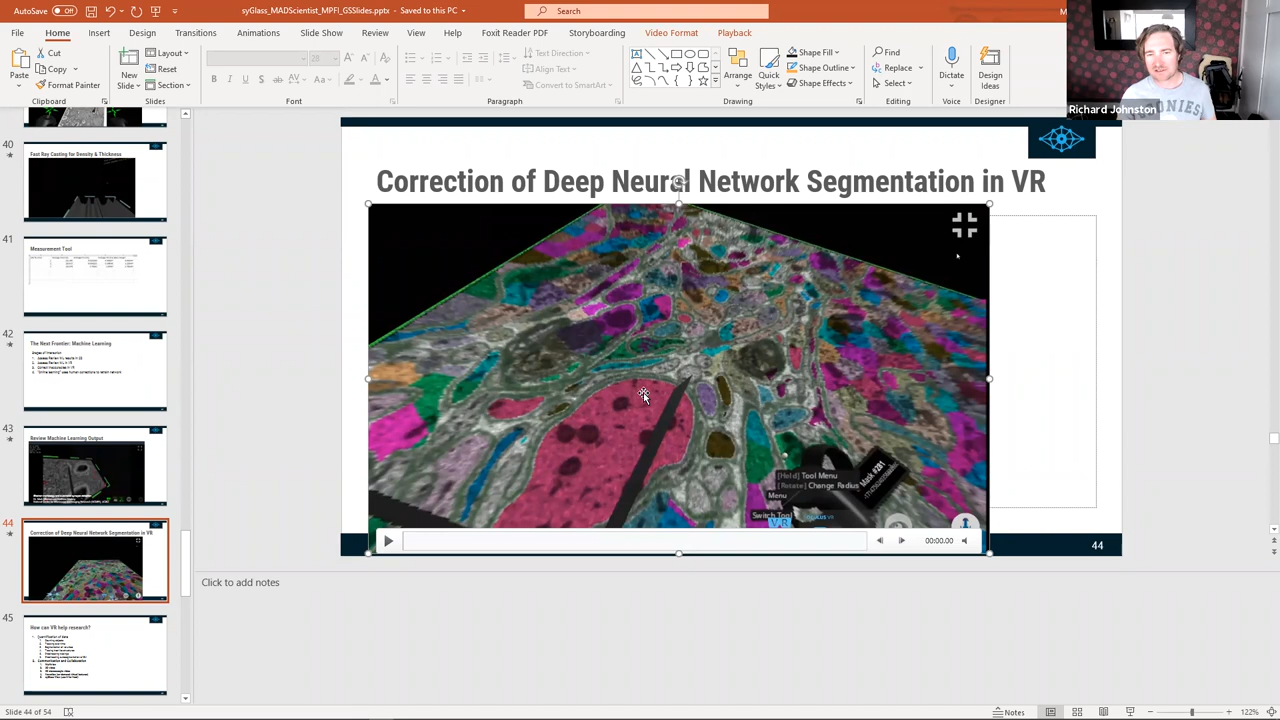 AutoSave
syGlass_MADScientist_MPFI_GSSlides.pptx • Saved to this PC
Search
File Home Insert Design Transitions Animations Slide Show Review View Help Foxit Reader PDF Storyboarding Video Format Playback
Paste
Cut
Copy
Format Painter
Clipboard
New
Slide
Layout
Reset
Section
Slides
28
Font
Text Direction
Align Text
Convert to SmartArt
Paragraph
Arrange
Quick
Styles
Shape Fill
Shape Outline
Shape Effects
Drawing
Find
Replace
Select
Editing
Dictate
Voice
Design
Ideas
Designer
Richard Johnston
40
Fast Ray Casting for Density & Thickness
41
Measurement Tool
42
The Next Frontier: Machine Learning
43
Review Machine Learning Output
44
Correction of Deep Neural Network Segmentation in VR
45
How can VR help research?
Correction of Deep Neural Network Segmentation in VR
[Hold] Tool Menu
[Rotate] Change Radius
Menu
Mask #281
Switch Tool
VR
00:00.00
44
Click to add notes
Slide 44 of 54
Notes
122%